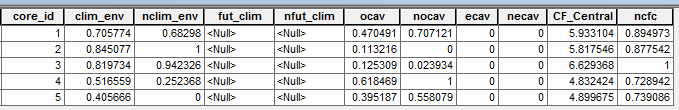 core_id clim_env nclim_env fut_clim nfut_clim ocav nocav ecav necav CF_Central ncfc
1 0.705774 0.68298 <Null> <Null> 0.470491 0.707121 0 0 5.933104 0.894973
2 0.845077 1 <Null> <Null> 0.113216 0 0 0 5.817546 0.877542
3 0.819734 0.942326 <Null> <Null> 0.125309 0.023934 0 0 6.629368 1
4 0.516559 0.252368 <Null> <Null> 0.618469 1 0 0 4.832424 0.728942
5 0.405666 0 <Null> <Null> 0.395187 0.558079 0 0 4.899675 0.739086